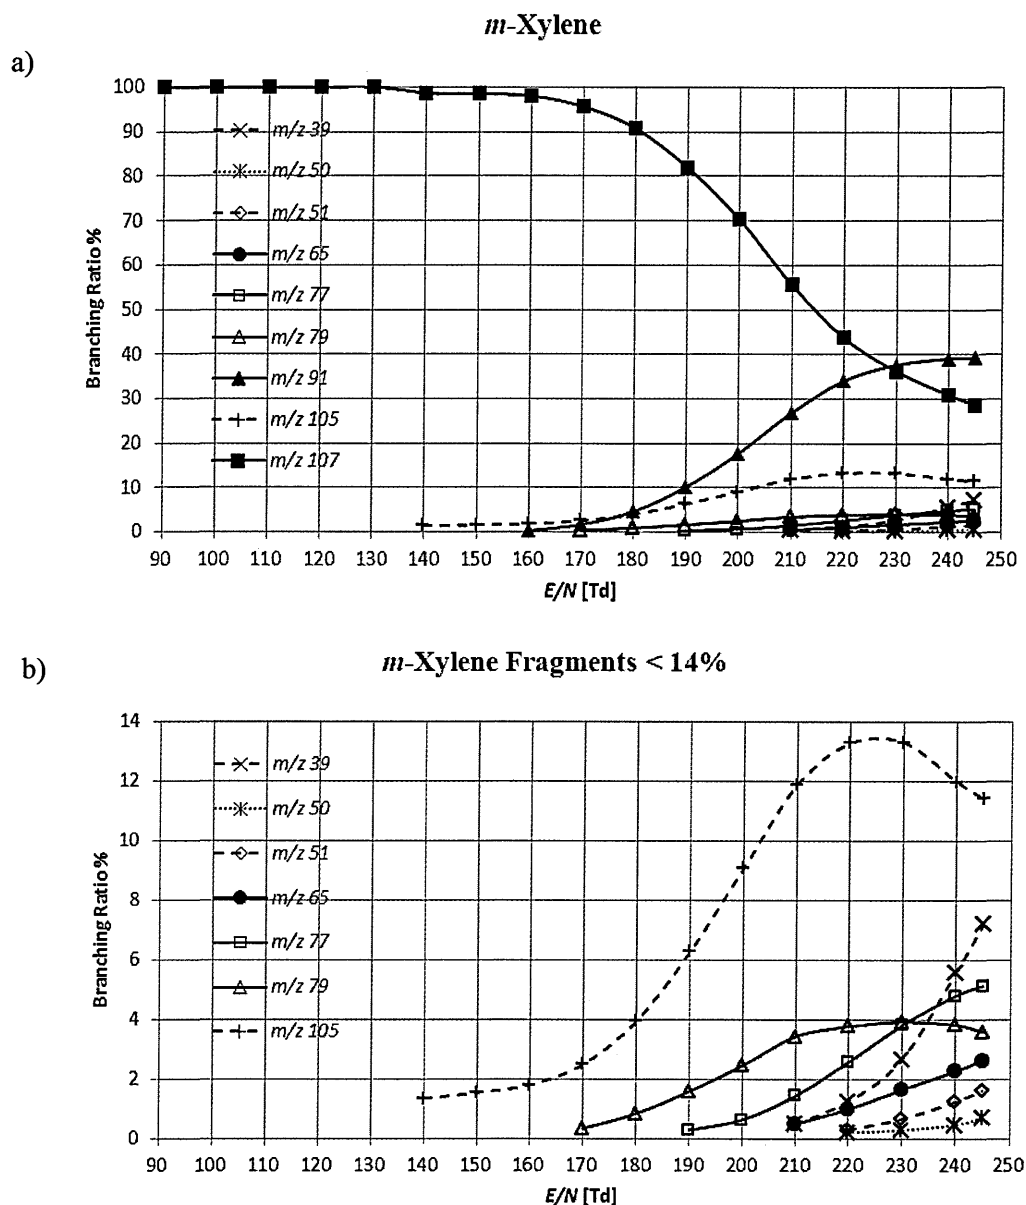 m-Xylene
a)
100
90
80
70
60
50
40
30
20
10
0
Branching Ratio %
m/z 39
m/z 50
m/z 51
m/z 65
m/z 77
m/z 79
m/z 91
m/z 105
m/z 107
90 100 110 120 130 140 150 160 170 180 190 200 210 220 230 240 250
E/N [Td]
b)
m-Xylene Fragments < 14%
14
12
10
8
6
4
2
0
Branching Ratio %
m/z 39
m/z 50
m/z 51
m/z 65
m/z 77
m/z 79
m/z 105
90 100 110 120 130 140 150 160 170 180 190 200 210 220 230 240 250
E/N [Td]